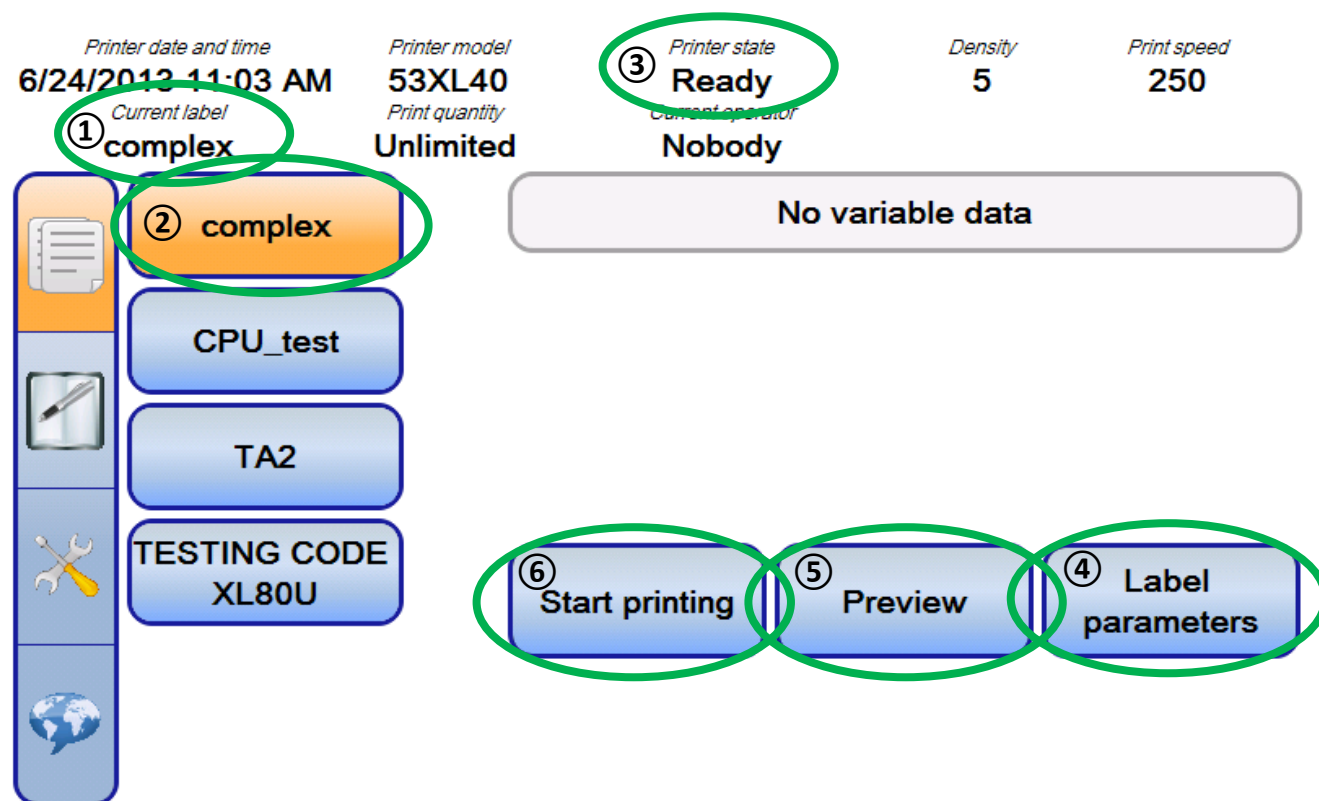 Printer date and time Printer model Printer state Density Print speed
③
6/24/2013 11:03 AM 53XL40 Ready 5 250
Current label Print quantity Current operator
①
complex Unlimited Nobody
② complex No variable data
CPU_test
TA2
TESTING CODE
XL80U
⑥ ⑤ ④
Start printing Preview Label
parameters